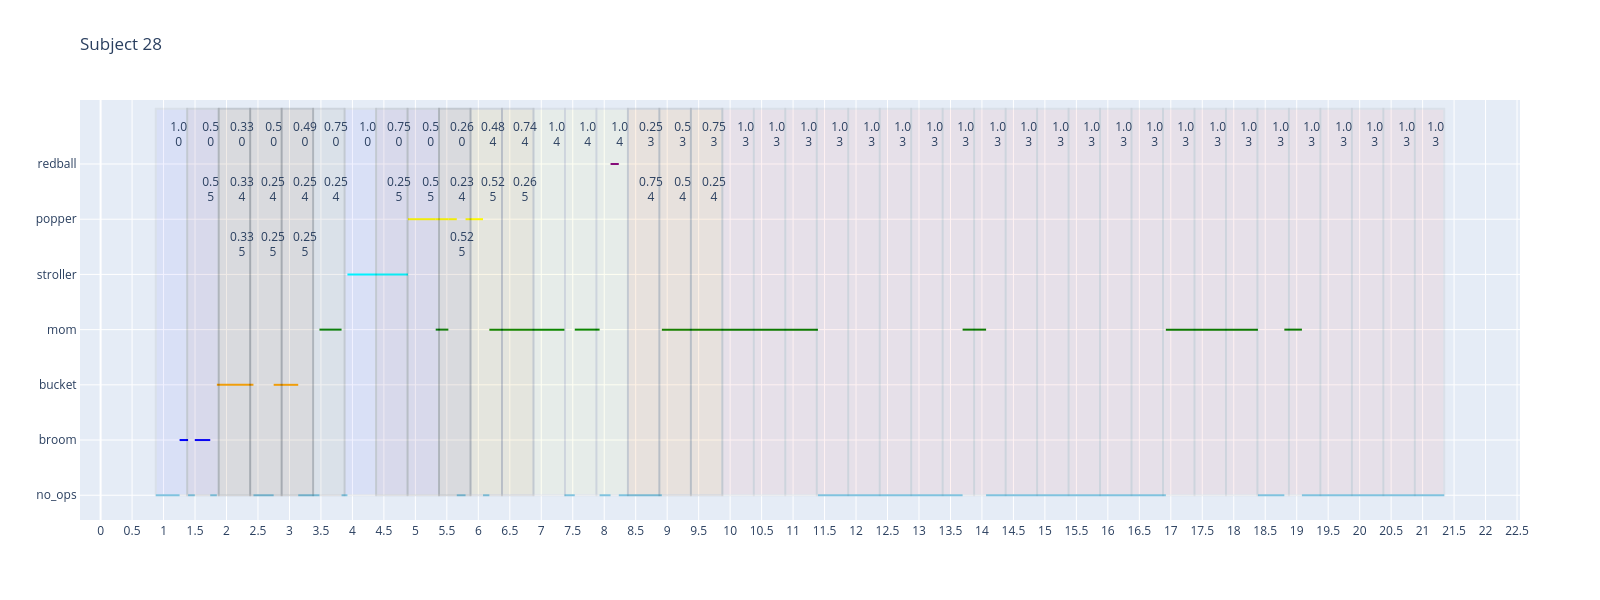 Subject 28
1.0 0.5 0.33 0.5 0.49 0.75 1.0 0.75 0.5 0.26 0.48 0.74 1.0 1.0 1.0 0.25 0.5 0.75 1.0 1.0 1.0 1.0 1.0 1.0 1.0 1.0 1.0 1.0 1.0 1.0 1.0 1.0 1.0 1.0 1.0 1.0 1.0 1.0 1.0 1.0 1.0
0 0 0 0 0 0 0 0 0 0 4 4 4 4 4 3 3 3 3 3 3 3 3 3 3 3 3 3 3 3 3 3 3 3 3 3 3 3 3 3 3
redball
0.5 0.33 0.25 0.25 0.25 0.25 0.5 0.23 0.52 0.26 0.75 0.5 0.25
5 4 4 4 4 5 5 4 5 5 4 4 4
popper
0.33 0.25 0.25 0.52
5 5 5 5
stroller
mom
bucket
broom
no_ops
0 0.5 1 1.5 2 2.5 3 3.5 4 4.5 5 5.5 6 6.5 7 7.5 8 8.5 9 9.5 10 10.5 11 11.5 12 12.5 13 13.5 14 14.5 15 15.5 16 16.5 17 17.5 18 18.5 19 19.5 20 20.5 21 21.5 22 22.5